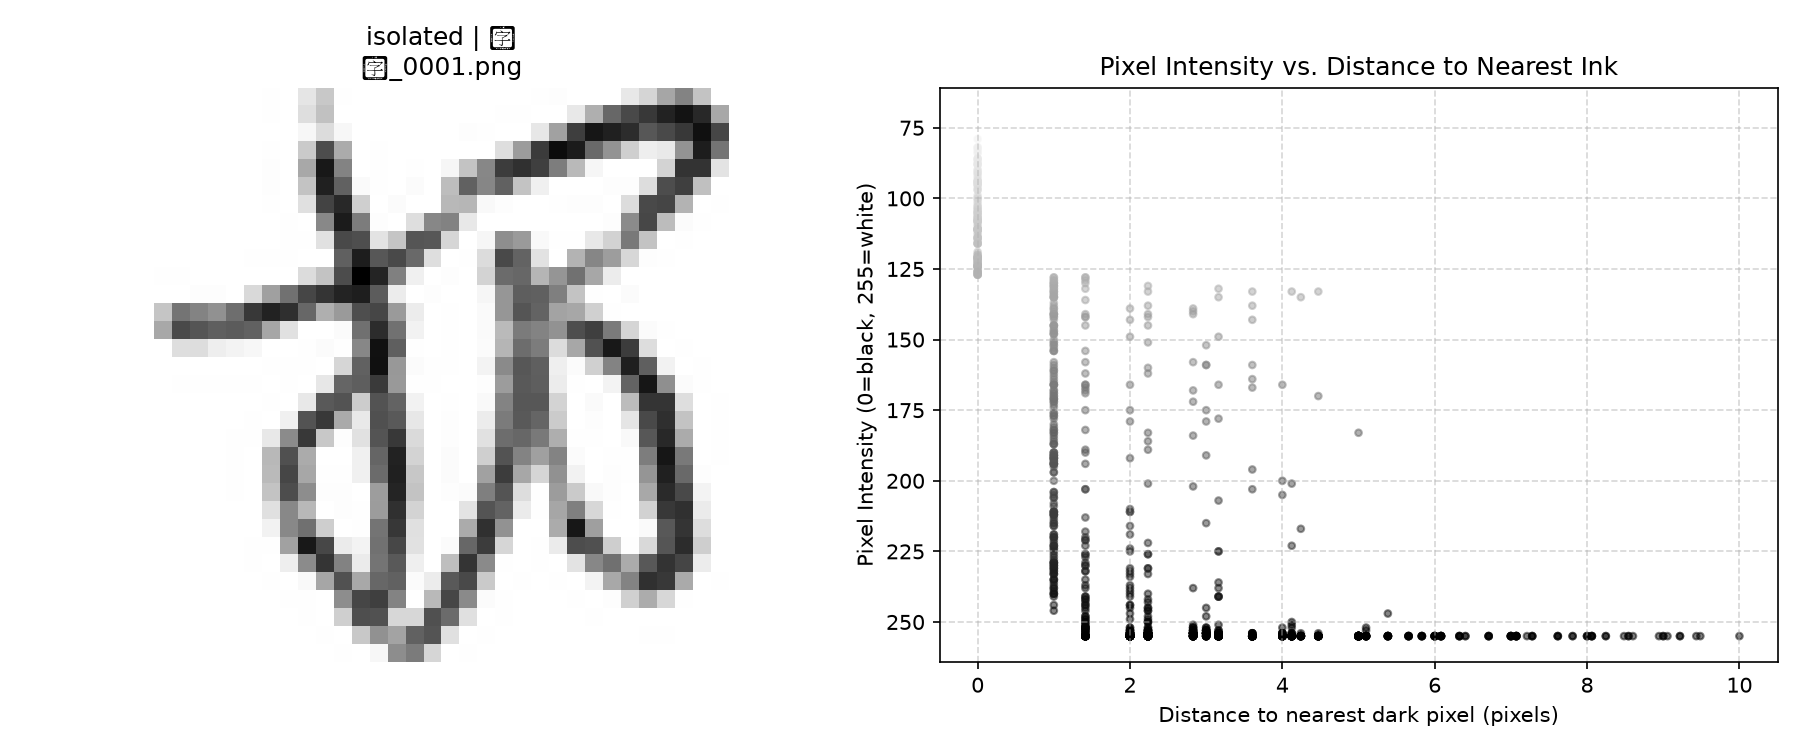 isolated |
_0001.png
Pixel Intensity vs. Distance to Nearest Ink
Pixel Intensity (0=black, 255=white)
75
100
125
150
175
200
225
250
0 2 4 6 8 10
Distance to nearest dark pixel (pixels)